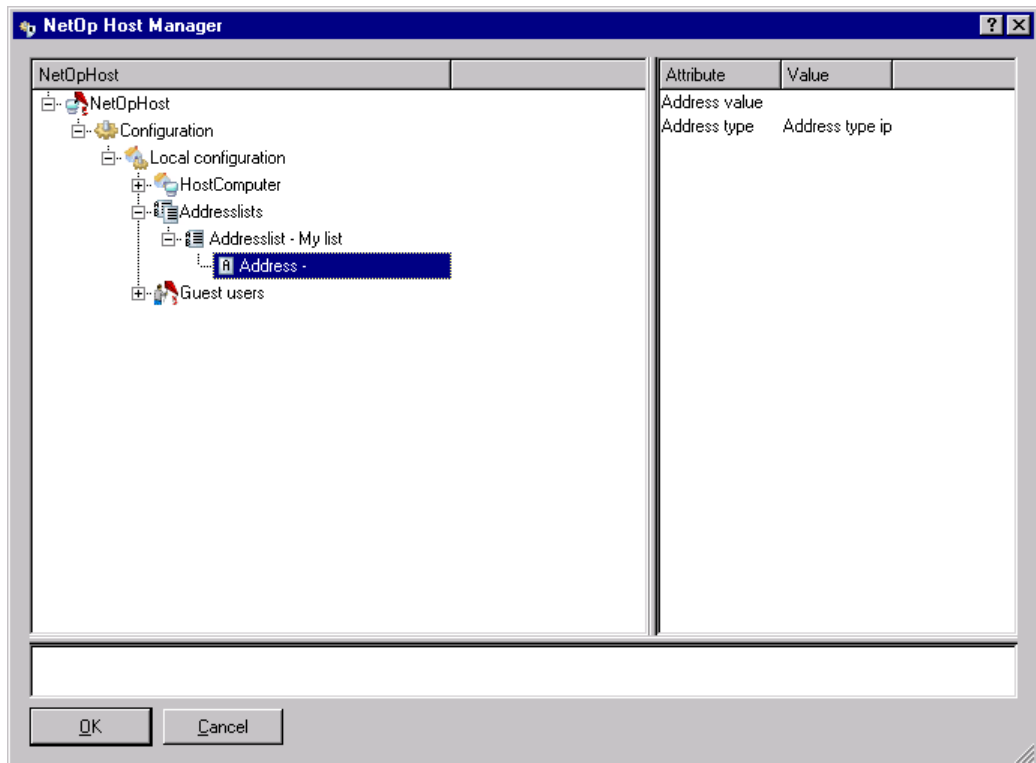 NetOp Host Manager
NetOpHost
Attribute Value
NetOpHost
Address value
Configuration
Address type Address type ip
Local configuration
HostComputer
Addresslists
Addresslist - My list
A Address -
Guest users
OK Cancel